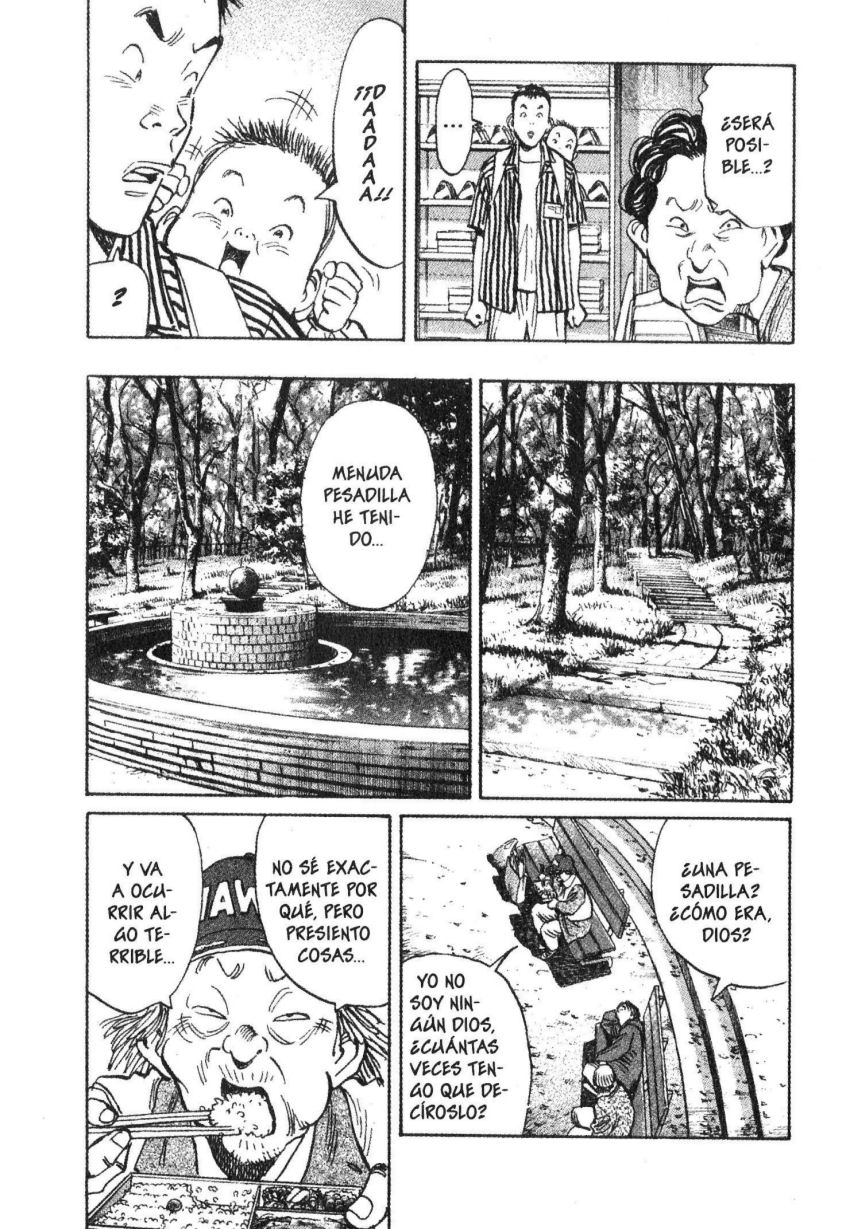 ¿SERÁ
POSI-
BLE...?
...
¡¡D
A
A
D
A
A
A!!
?
MENUDA
PESADILLA
HE TENI-
DO...
¿UNA PE-
SADILLA?
¿CÓMO ERA,
DIOS?
YO NO
SOY NIN-
GÚN DIOS,
¿CUÁNTAS
VECES TEN-
GO QUE DE-
CÍROSLO?
NO SÉ EXAC-
TAMENTE POR
QUÉ, PERO
PRESIENTO
COSAS...
Y VA
A OCU-
RRIR AL-
GO TE-
RRIBLE...